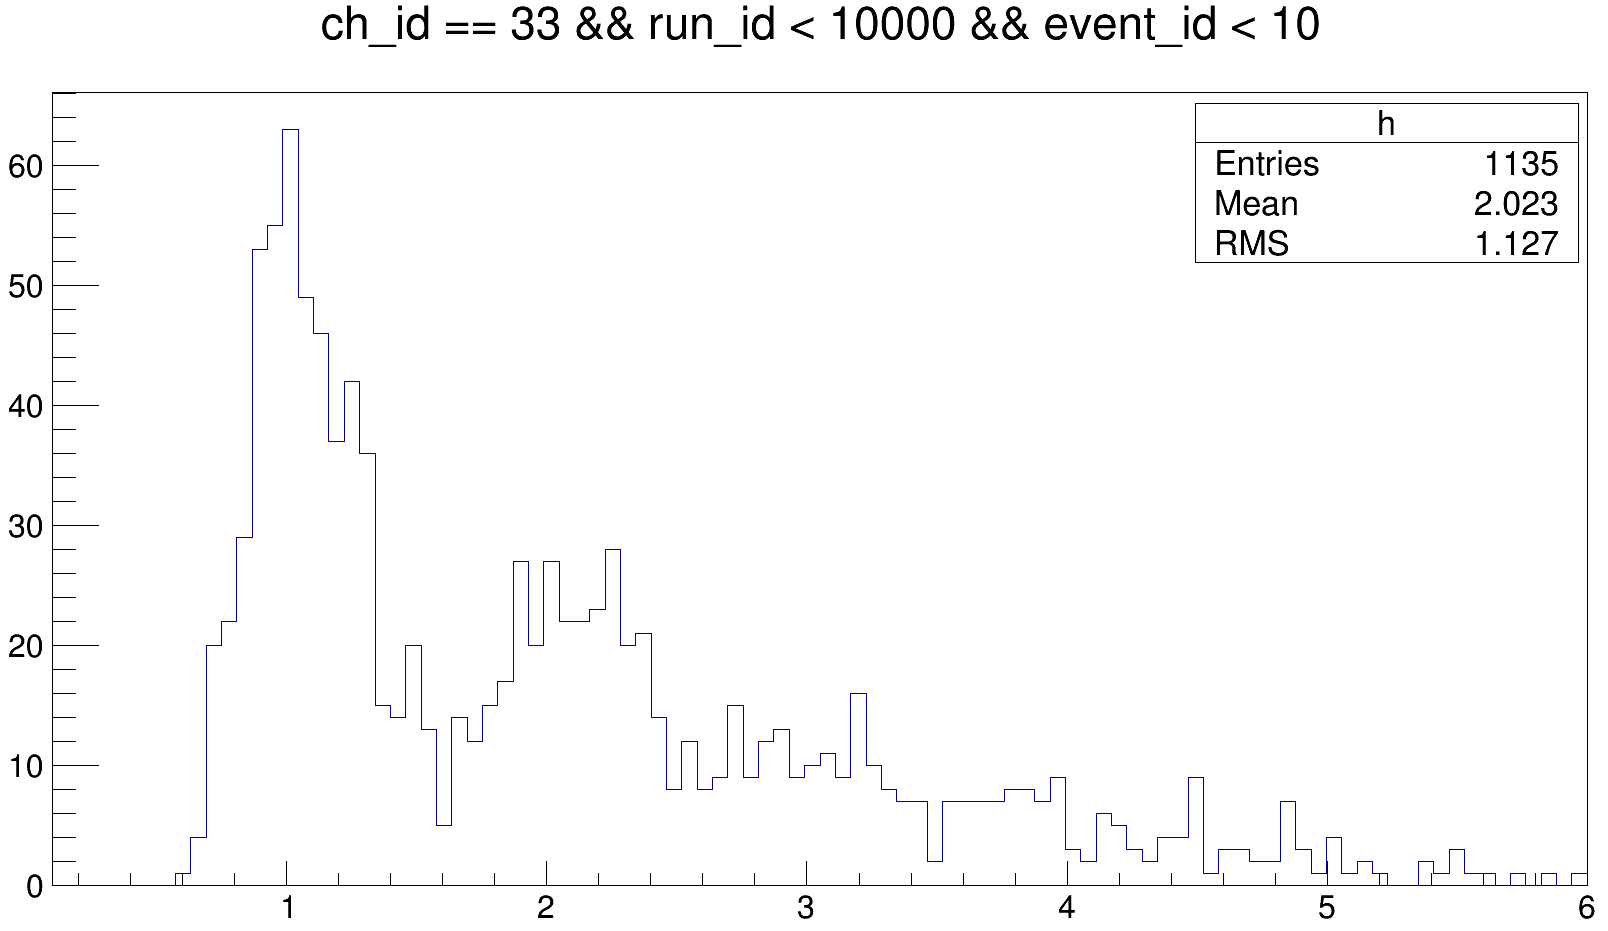 ch_id == 33 && run_id < 10000 && event_id < 10
h
Entries 1135
Mean 2.023
RMS 1.127
60
50
40
30
20
10
0
1 2 3 4 5 6